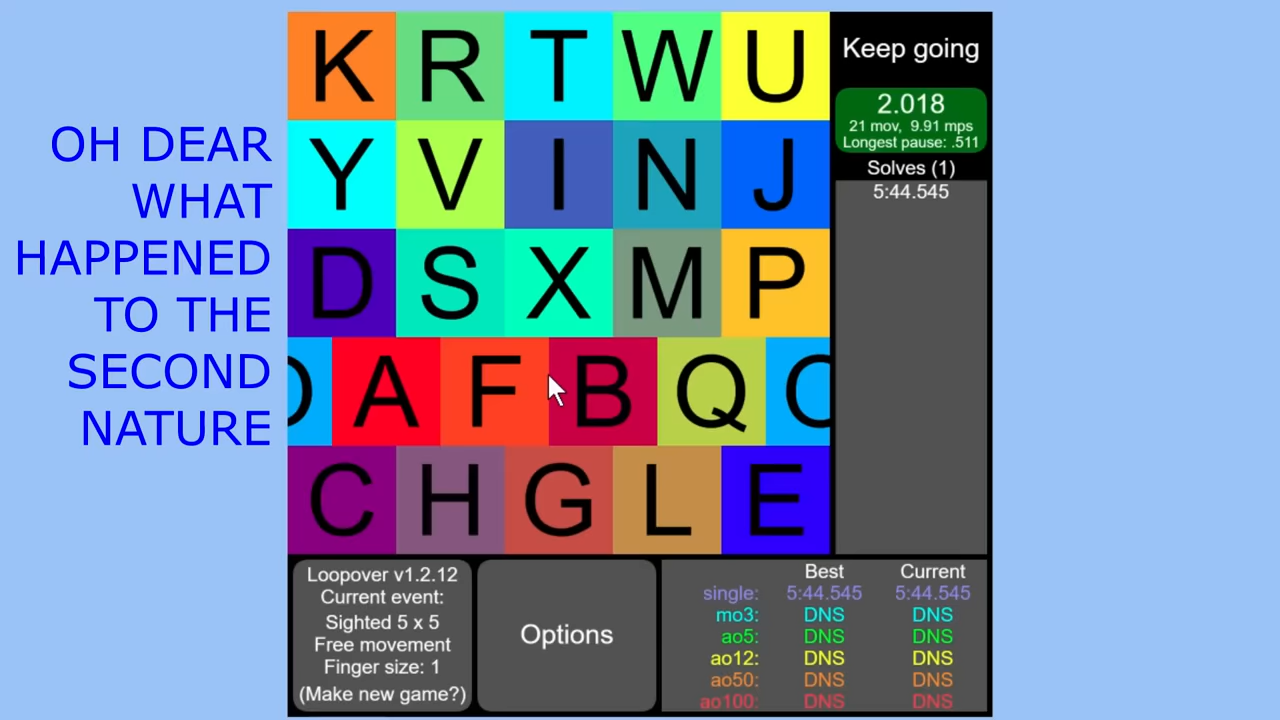 OH DEAR
WHAT
HAPPENED
TO THE
SECOND
NATURE
K R T W U
Y V I N J
D S X M P
O A F B Q O
C H G L E
Keep going
2.018
21 mov, 9.91 mps
Longest pause: .511
Solves (1)
5:44.545
Loopover v1.2.12
Current event:
Sighted 5 x 5
Free movement
Finger size: 1
(Make new game?)
Options
Best Current
single: 5:44.545 5:44.545
mo3: DNS DNS
ao5: DNS DNS
ao12: DNS DNS
ao50: DNS DNS
ao100: DNS DNS